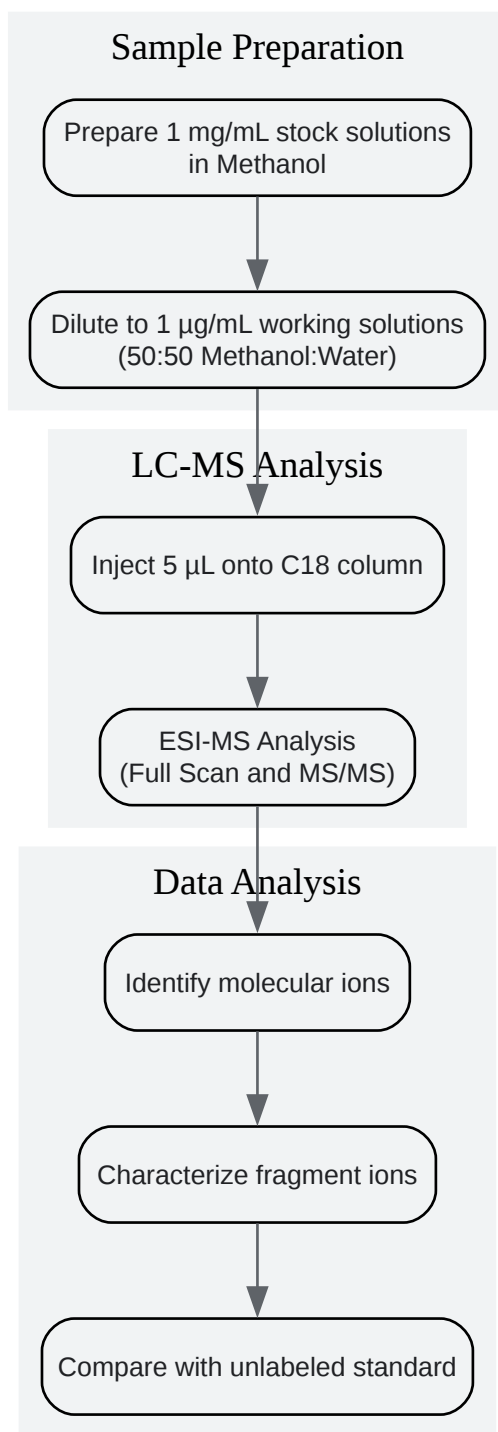 Sample Preparation
Prepare 1 mg/mL stock solutions
in Methanol
Dilute to 1 µg/mL working solutions
(50:50 Methanol:Water)
LC-MS Analysis
Inject 5 µL onto C18 column
ESI-MS Analysis
(Full Scan and MS/MS)
Data Analysis
Identify molecular ions
Characterize fragment ions
Compare with unlabeled standard